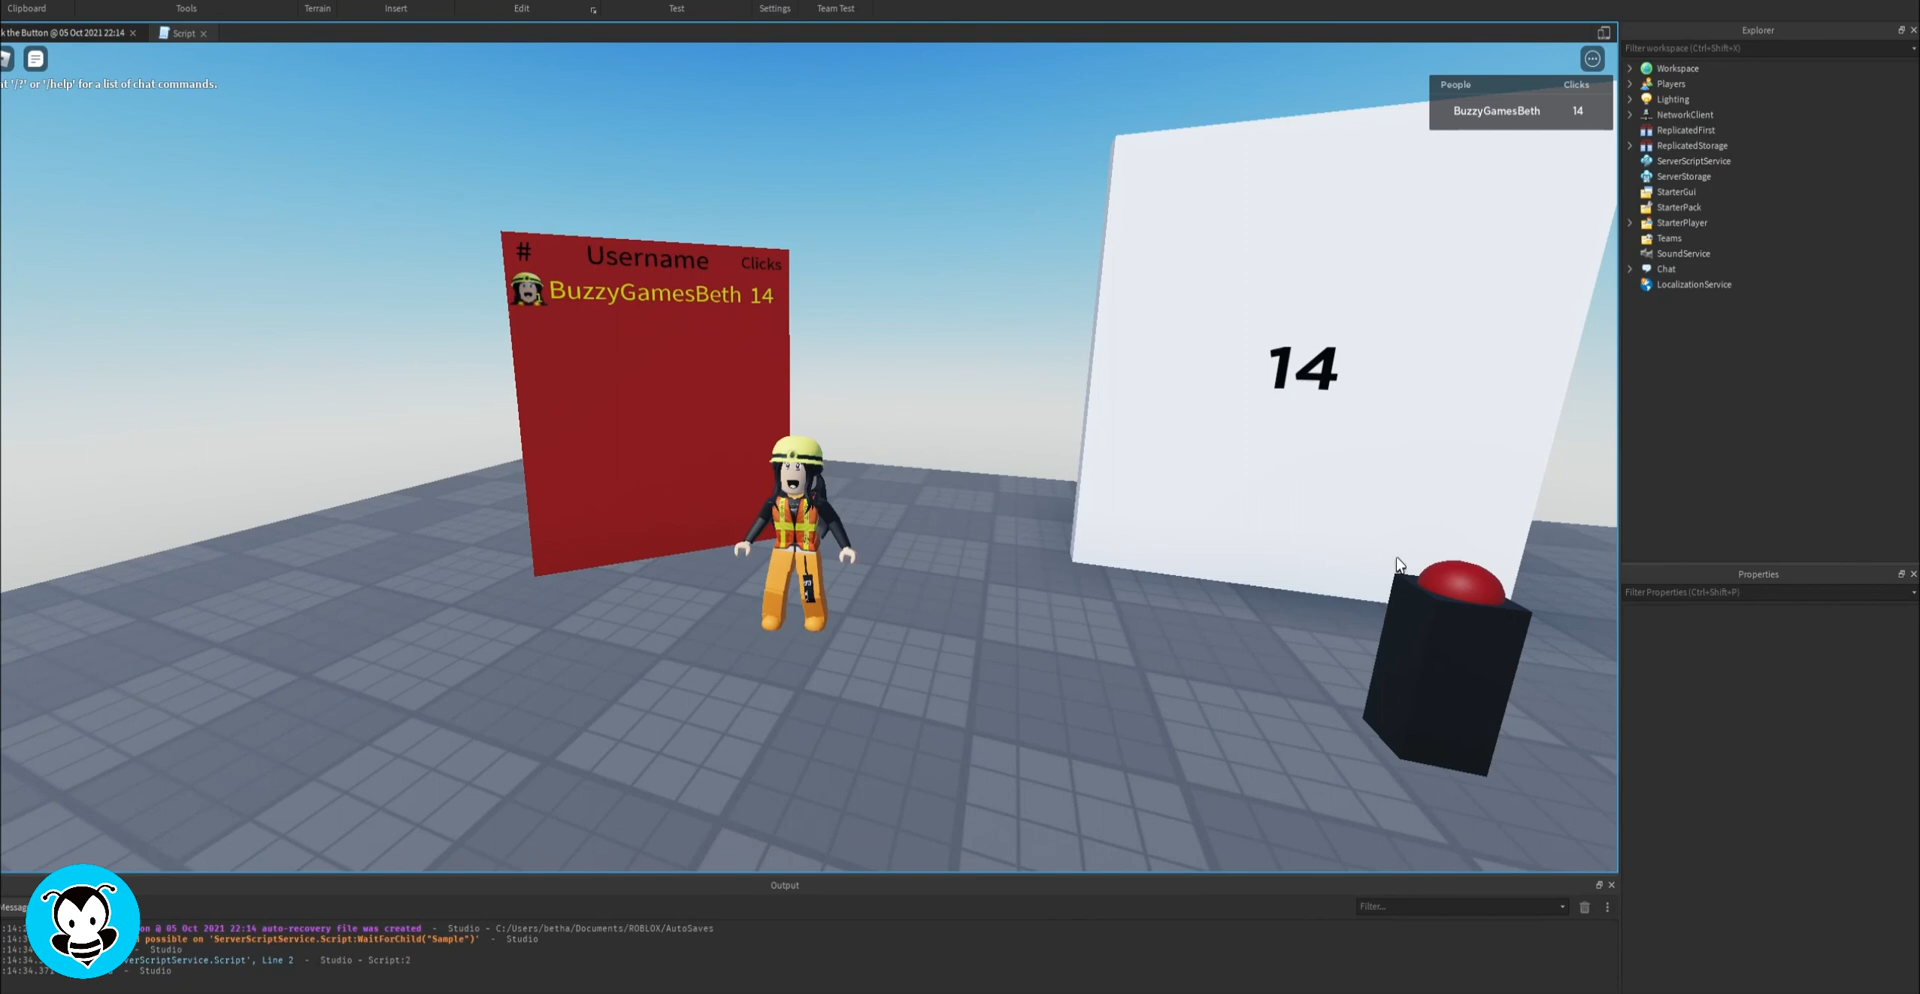 Clipboard
Tools
Terrain
Insert
Edit
Test
Settings
Team Test
k the Button @ 05 Oct 2021 22:14
Script
at '/?' or '/help' for a list of chat commands.
People Clicks
BuzzyGamesBeth 14
# Username Clicks
BuzzyGamesBeth 14
14
Explorer
Filter workspace (Ctrl+Shift+X)
Workspace
Players
Lighting
NetworkClient
ReplicatedFirst
ReplicatedStorage
ServerScriptService
ServerStorage
StarterGui
StarterPack
StarterPlayer
Teams
SoundService
Chat
LocalizationService
Properties
Filter Properties (Ctrl+Shift+P)
Output
Filter...
on @ 05 Oct 2021 22:14 auto-recovery file was created - Studio - C:/Users/betha/Documents/ROBLOX/AutoSaves
possible on 'ServerScriptService.Script:WaitForChild("Sample")' - Studio
- Studio
verScriptService.Script', Line 2 - Studio - Script:2
- Studio